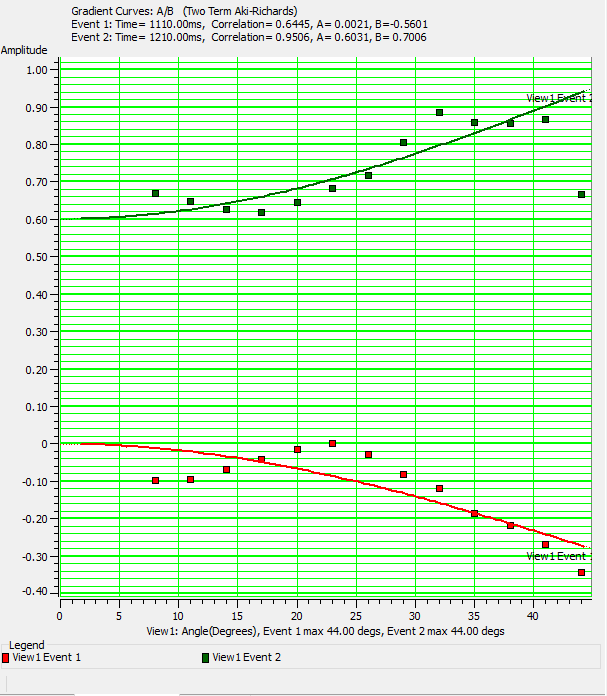 Gradient Curves: A/B (Two Term Aki-Richards)
Event 1: Time= 1110.00ms, Correlation= 0.6445, A= 0.0021, B=-0.5601
Event 2: Time= 1210.00ms, Correlation= 0.9506, A= 0.6031, B= 0.7006
Amplitude
1.00
0.90
View1 Event 2
0.80
0.70
0.60
0.50
0.40
0.30
0.20
0.10
0
-0.10
-0.20
-0.30
View1 Event
-0.40
0 5 10 15 20 25 30 35 40
View1: Angle(Degrees), Event 1 max 44.00 degs, Event 2 max 44.00 degs
Legend
View1 Event 1 View1 Event 2